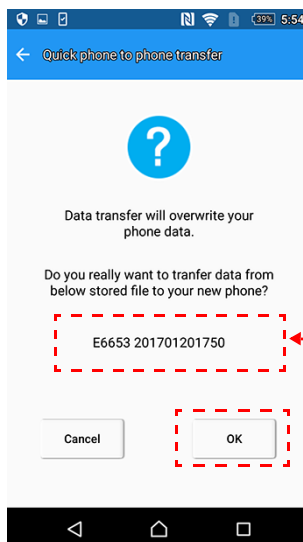 39% 5:54
Quick phone to phone transfer
?
Data transfer will overwrite your
phone data.
Do you really want to tranfer data from
below stored file to your new phone?
E6653 201701201750
Cancel OK